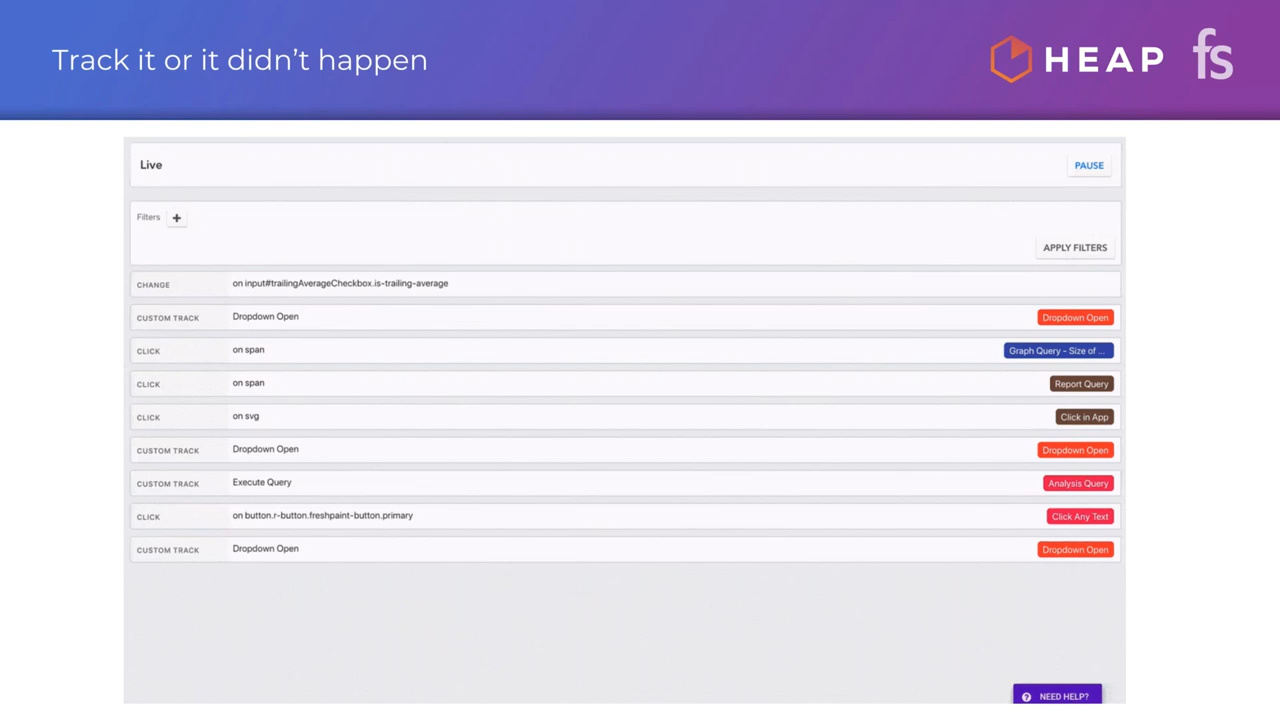 Track it or it didn't happen
HEAP fs
Live
PAUSE
Filters +
APPLY FILTERS
CHANGE on input#trailingAverageCheckbox.is-trailing-average
CUSTOM TRACK Dropdown Open Dropdown Open
CLICK on span Graph Query - Size of ...
CLICK on span Report Query
CLICK on svg Click in App
CUSTOM TRACK Dropdown Open Dropdown Open
CUSTOM TRACK Execute Query Analysis Query
CLICK on button.r-button.freshpaint-button.primary Click Any Text
CUSTOM TRACK Dropdown Open Dropdown Open
? NEED HELP?